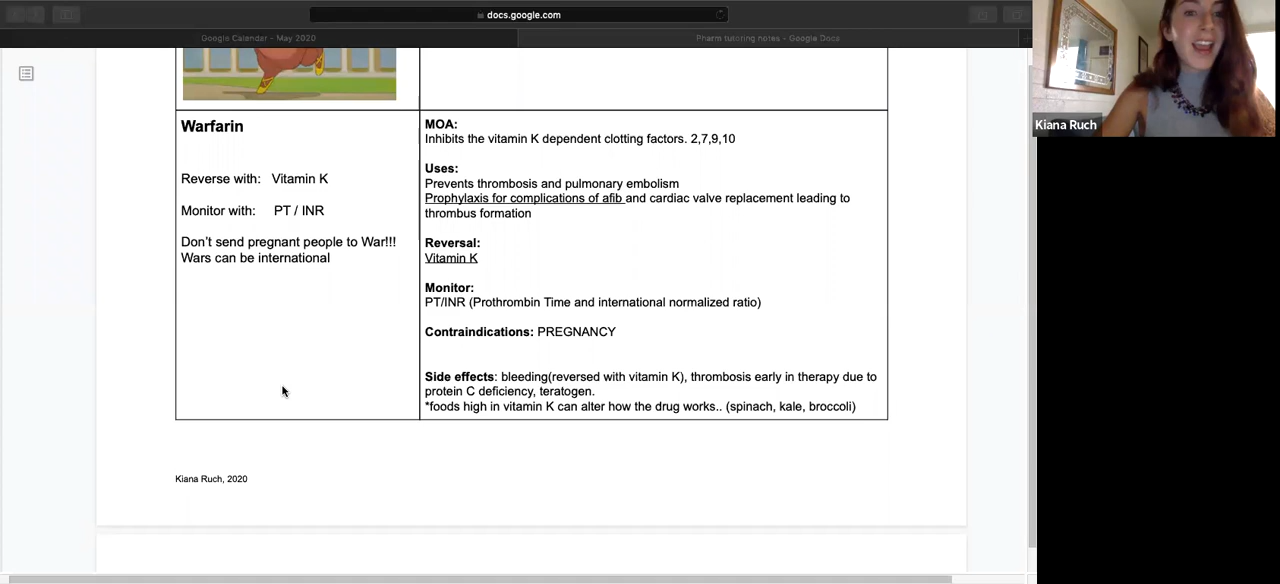 docs.google.com
Google Calendar - May 2020
Pharm tutoring notes - Google Docs
Kiana Ruch
Warfarin
Reverse with: Vitamin K
Monitor with: PT / INR
Don't send pregnant people to War!!!
Wars can be international
MOA:
Inhibits the vitamin K dependent clotting factors. 2,7,9,10
Uses:
Prevents thrombosis and pulmonary embolism
Prophylaxis for complications of afib and cardiac valve replacement leading to
thrombus formation
Reversal:
Vitamin K
Monitor:
PT/INR (Prothrombin Time and international normalized ratio)
Contraindications: PREGNANCY
Side effects: bleeding(reversed with vitamin K), thrombosis early in therapy due to
protein C deficiency, teratogen.
*foods high in vitamin K can alter how the drug works.. (spinach, kale, broccoli)
Kiana Ruch, 2020